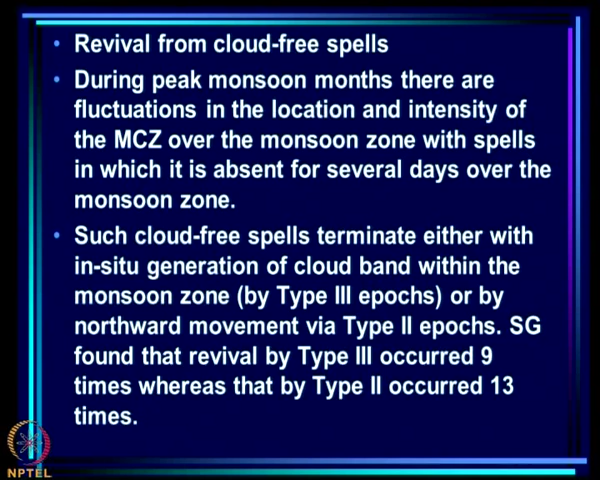 • Revival from cloud-free spells
• During peak monsoon months there are
fluctuations in the location and intensity of
the MCZ over the monsoon zone with spells
in which it is absent for several days over the
monsoon zone.
• Such cloud-free spells terminate either with
in-situ generation of cloud band within the
monsoon zone (by Type III epochs) or by
northward movement via Type II epochs. SG
found that revival by Type III occurred 9
times whereas that by Type II occurred 13
times.
NPTEL